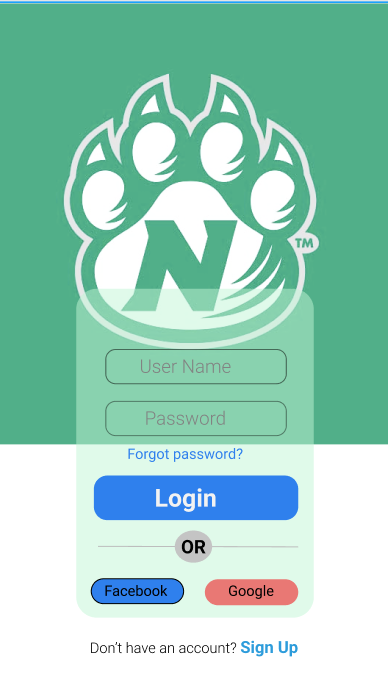 N
TM
User Name
Password
Forgot password?
Login
OR
Facebook Google
Don't have an account? Sign Up